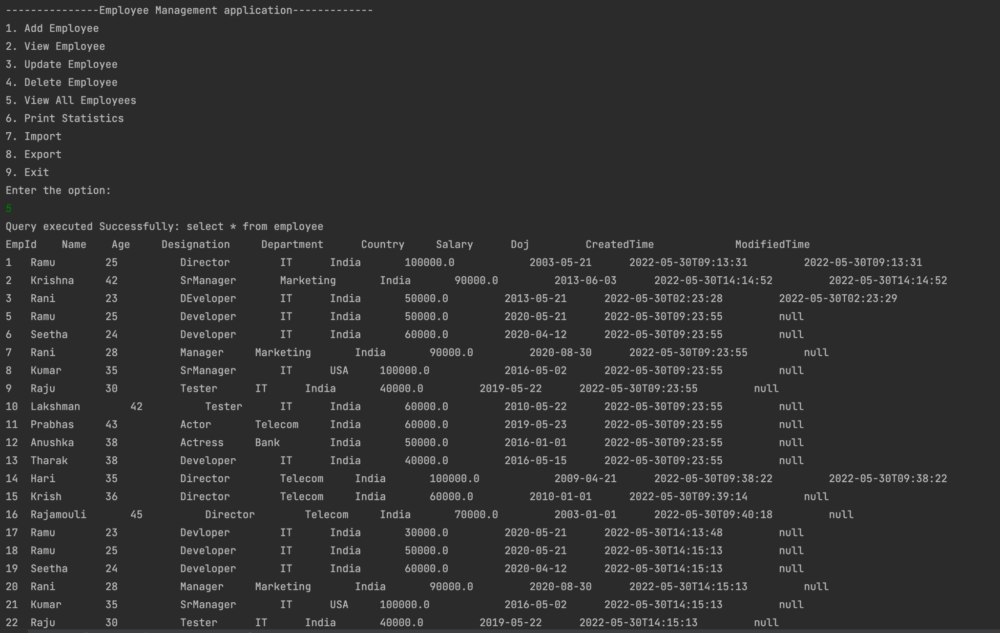 ---------------Employee Management application-------------
1. Add Employee
2. View Employee
3. Update Employee
4. Delete Employee
5. View All Employees
6. Print Statistics
7. Import
8. Export
9. Exit
Enter the option:
5
Query executed Successfully: select * from employee
EmpId Name Age Designation Department Country Salary Doj CreatedTime ModifiedTime
1 Ramu 25 Director IT India 100000.0 2003-05-21 2022-05-30T09:13:31 2022-05-30T09:13:31
2 Krishna 42 SrManager Marketing India 90000.0 2013-06-03 2022-05-30T14:14:52 2022-05-30T14:14:52
3 Rani 23 DEveloper IT India 50000.0 2013-05-21 2022-05-30T02:23:28 2022-05-30T02:23:29
5 Ramu 25 Developer IT India 50000.0 2020-05-21 2022-05-30T09:23:55 null
6 Seetha 24 Developer IT India 60000.0 2020-04-12 2022-05-30T09:23:55 null
7 Rani 28 Manager Marketing India 90000.0 2020-08-30 2022-05-30T09:23:55 null
8 Kumar 35 SrManager IT USA 100000.0 2016-05-02 2022-05-30T09:23:55 null
9 Raju 30 Tester IT India 40000.0 2019-05-22 2022-05-30T09:23:55 null
10 Lakshman 42 Tester IT India 60000.0 2010-05-22 2022-05-30T09:23:55 null
11 Prabhas 43 Actor Telecom India 60000.0 2019-05-23 2022-05-30T09:23:55 null
12 Anushka 38 Actress Bank India 50000.0 2016-01-01 2022-05-30T09:23:55 null
13 Tharak 38 Developer IT India 40000.0 2016-05-15 2022-05-30T09:23:55 null
14 Hari 35 Director Telecom India 100000.0 2009-04-21 2022-05-30T09:38:22 2022-05-30T09:38:22
15 Krish 36 Director Telecom India 60000.0 2010-01-01 2022-05-30T09:39:14 null
16 Rajamouli 45 Director Telecom India 70000.0 2003-01-01 2022-05-30T09:40:18 null
17 Ramu 23 Devloper IT India 30000.0 2020-05-21 2022-05-30T14:13:48 null
18 Ramu 25 Developer IT India 50000.0 2020-05-21 2022-05-30T14:15:13 null
19 Seetha 24 Developer IT India 60000.0 2020-04-12 2022-05-30T14:15:13 null
20 Rani 28 Manager Marketing India 90000.0 2020-08-30 2022-05-30T14:15:13 null
21 Kumar 35 SrManager IT USA 100000.0 2016-05-02 2022-05-30T14:15:13 null
22 Raju 30 Tester IT India 40000.0 2019-05-22 2022-05-30T14:15:13 null